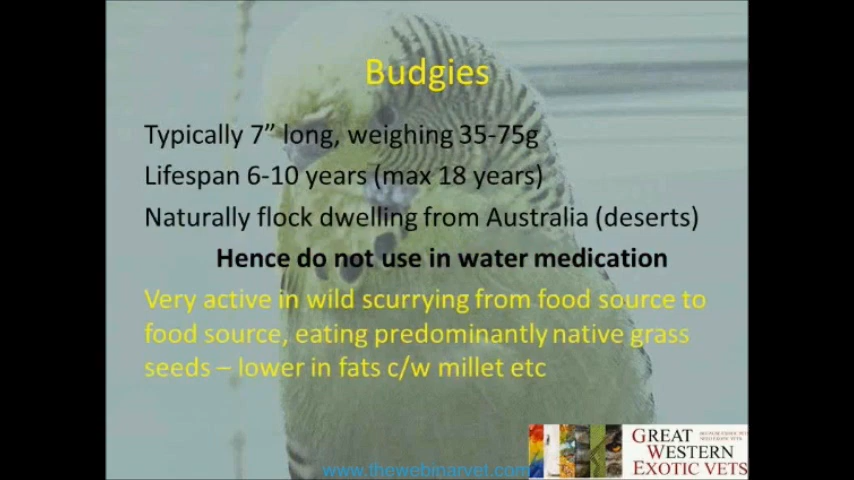 Budgies
Typically 7” long, weighing 35-75g
Lifespan 6-10 years (max 18 years)
Naturally flock dwelling from Australia (deserts)
Hence do not use in water medication
Very active in wild scurrying from food source to
food source, eating predominantly native grass
seeds – lower in fats c/w millet etc
GREAT
WESTERN
EXOTIC VETS
www.thewebinarvet.com